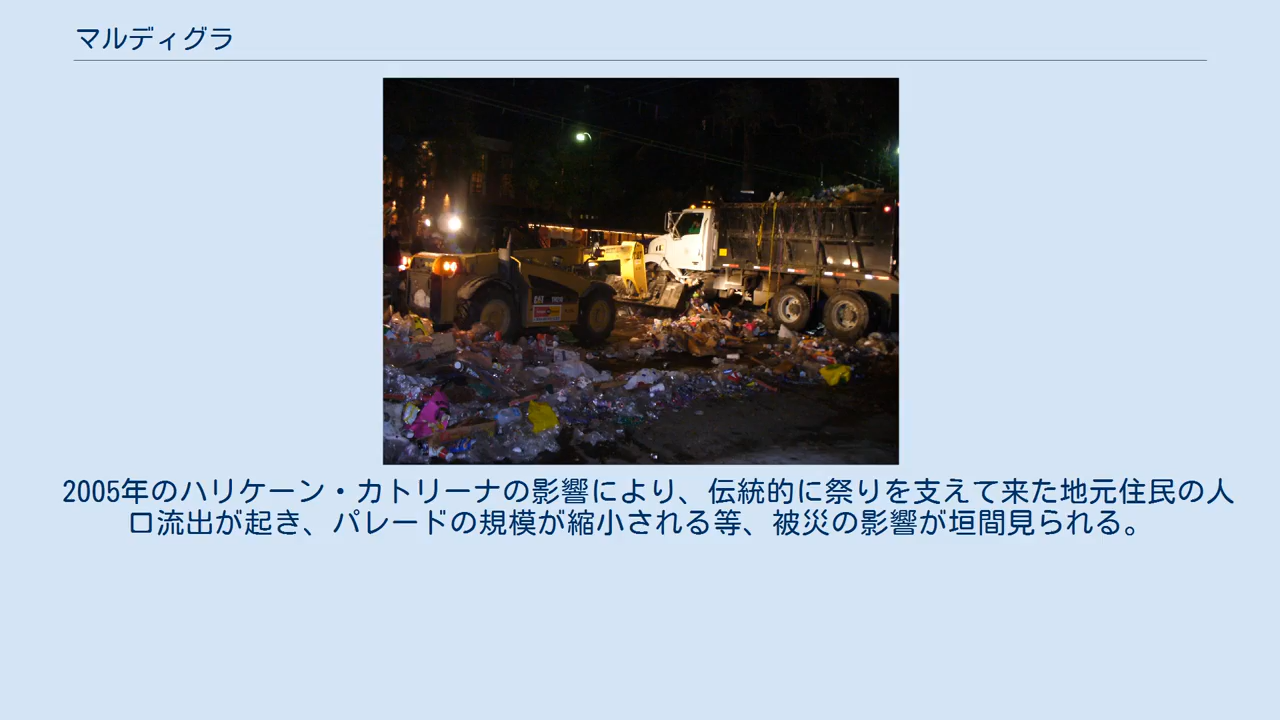 マルディグラ
CAT
2005年のハリケーン・カトリーナの影響により、伝統的に祭りを支えて来た地元住民の人
口流出が起き、パレードの規模が縮小される等、被災の影響が垣間見られる。